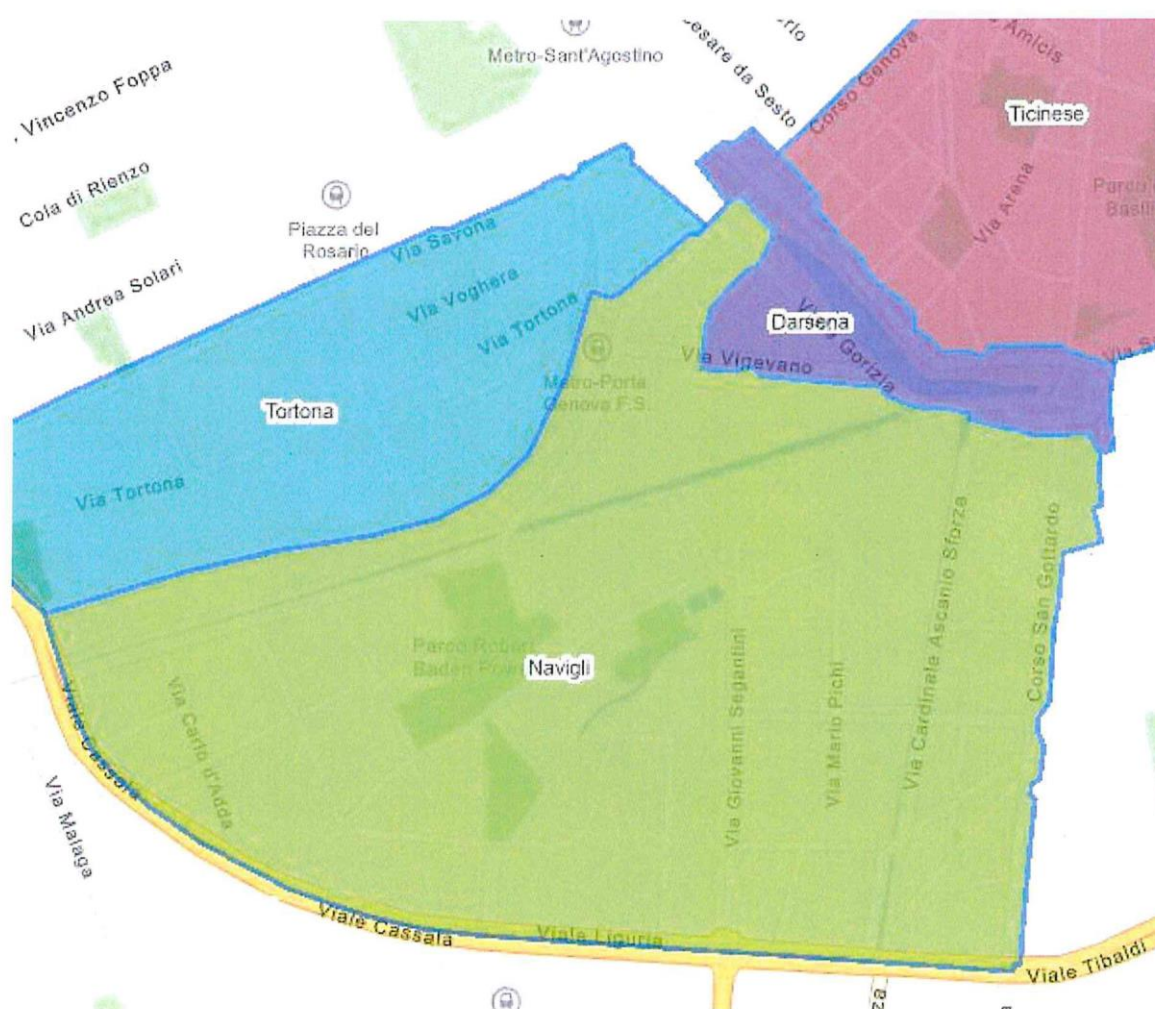 Metro-Sant'Agostino
Cesare da Sesto
Corso Genova
Amicis
Vincenzo Foppa
Ticinese
Cola di Rienzo
Via Arena
Piazza del
Rosario
Via Savona
Via Andrea Solari
Via Voghera
Via Tortona
Darsena
Gorizia
Via Vigevano
Metro-Porta
Genova F.S.
Tortona
Via Tortona
Via Cardinale Ascanio Sforza
Corso San Gottardo
Navigli
Via Giovanni Segantini
Via Mario Pichi
Via Carlo d'Adda
Viale Cassala
Via Malaga
Viale Cassala
Viale Liguria
Viale Tibaldi